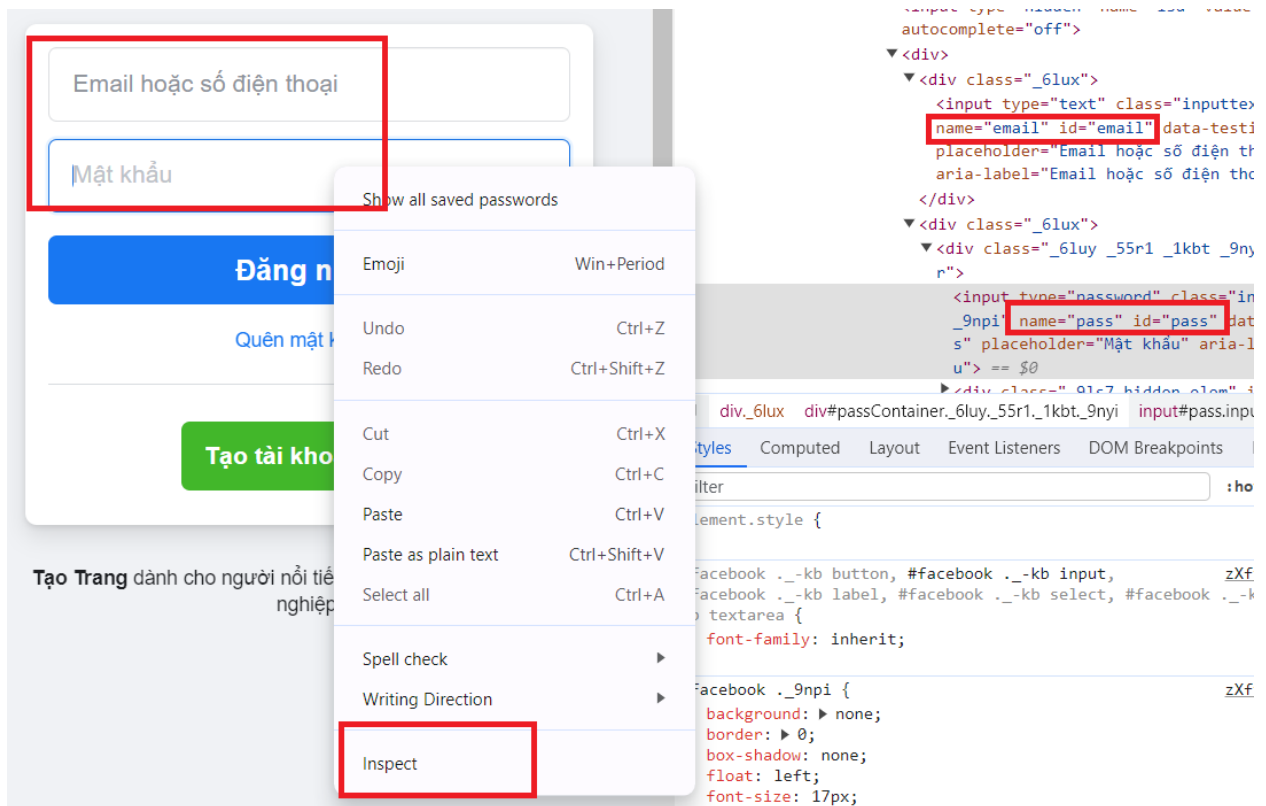 Email hoặc số điện thoại
Mật khẩu
Đăng n
Quên mật k
Tạo tài kho
Tạo Trang dành cho người nổi tiế
nghiệp
Show all saved passwords
Emoji Win+Period
Undo Ctrl+Z
Redo Ctrl+Shift+Z
Cut Ctrl+X
Copy Ctrl+C
Paste Ctrl+V
Paste as plain text Ctrl+Shift+V
Select all Ctrl+A
Spell check
Writing Direction
Inspect
autocomplete="off">
<div>
<div class="_6lux">
<input type="text" class="inputtex
name="email" id="email" data-testi
placeholder="Email hoặc số điện th
aria-label="Email hoặc số điện tho
</div>
<div class="_6lux">
<div class="_6luy _55r1 _1kbt _9ny
r">
<input type="password" class="in
_9npi" name="pass" id="pass" dat
s" placeholder="Mật khẩu" aria-l
u"> == $0
<div class="_9ls7 hidden_elem" i
div._6lux div#passContainer._6luy._55r1._1kbt._9nyi input#pass.inpu
tyles Computed Layout Event Listeners DOM Breakpoints
ilter :ho
lement.style {
facebook ._-kb button, #facebook ._-kb input, zXf
facebook ._-kb label, #facebook ._-kb select, #facebook ._-k
textarea {
font-family: inherit;
facebook ._9npi { zXf
background: none;
border: 0;
box-shadow: none;
float: left;
font-size: 17px;